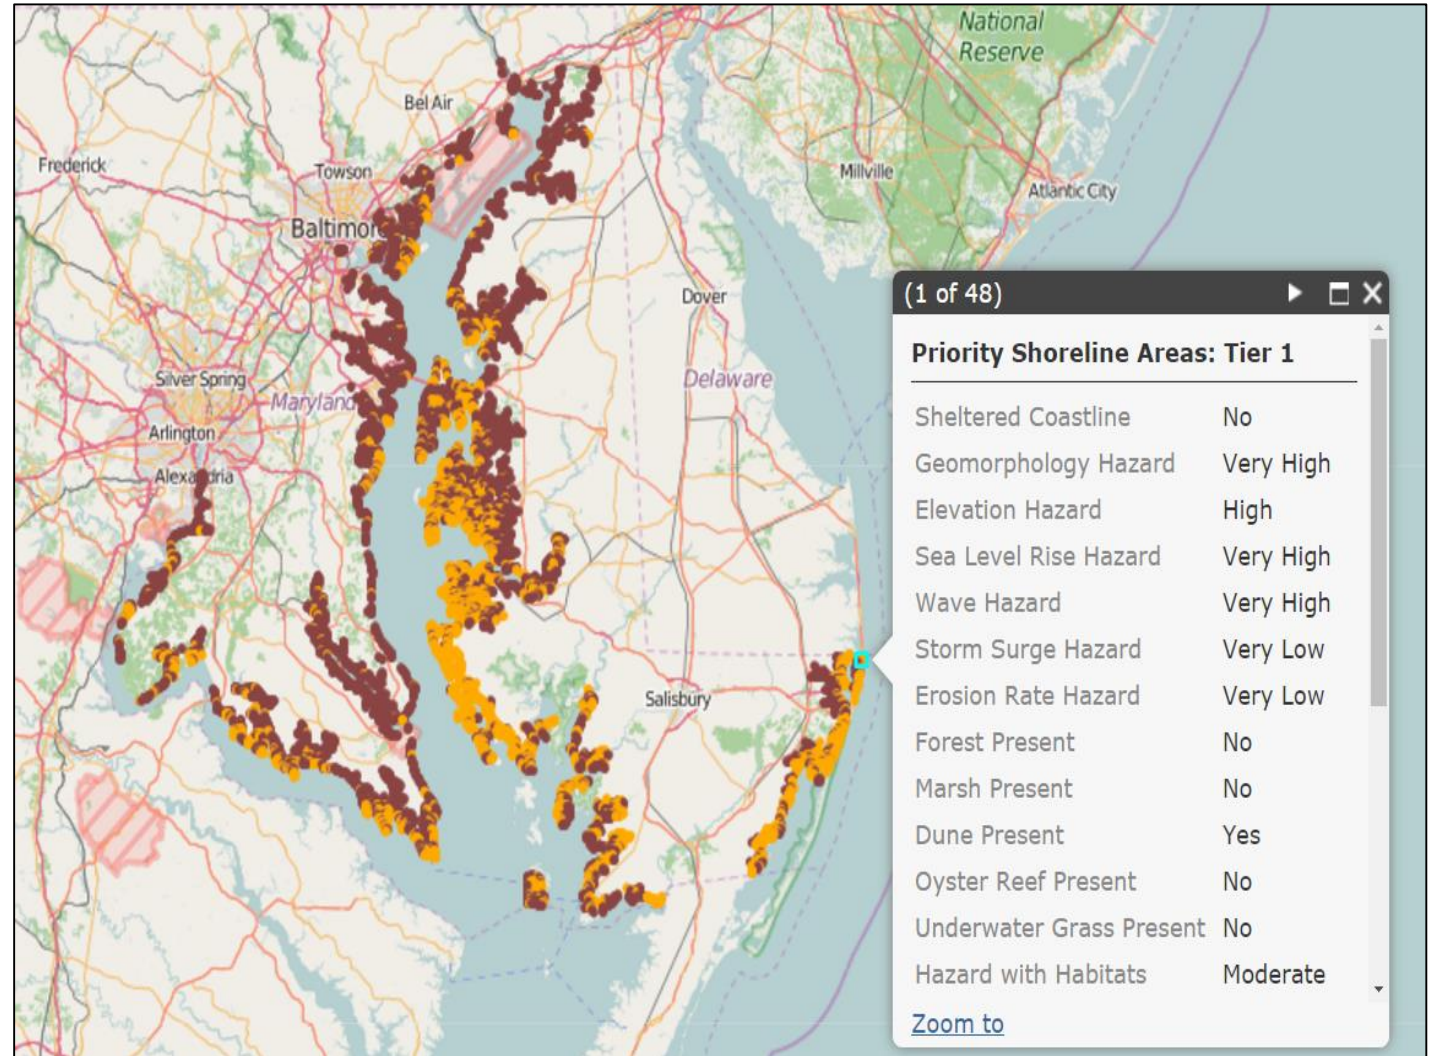 National
Reserve
Bel Air
Frederick
Towson
Millville
Atlantic City
Baltimor
Dover
Silver Spring
Maryland
Delaware
Arlington
Alexandria
Salisbury
(1 of 48)
Priority Shoreline Areas: Tier 1
Sheltered Coastline No
Geomorphology Hazard Very High
Elevation Hazard High
Sea Level Rise Hazard Very High
Wave Hazard Very High
Storm Surge Hazard Very Low
Erosion Rate Hazard Very Low
Forest Present No
Marsh Present No
Dune Present Yes
Oyster Reef Present No
Underwater Grass Present No
Hazard with Habitats Moderate
Zoom to